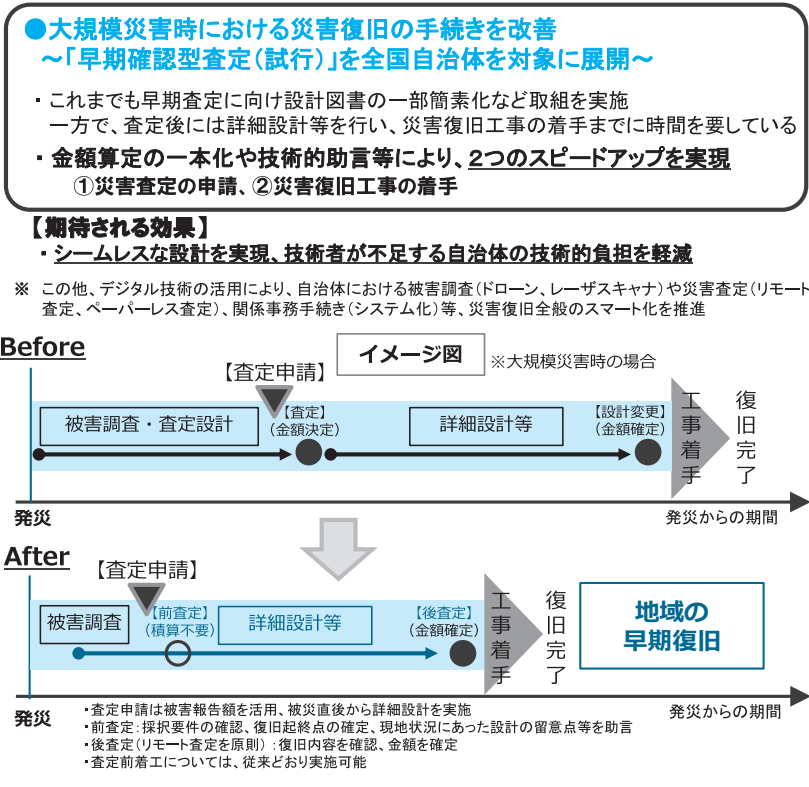 ●大規模災害時における災害復旧の手続きを改善
～「早期確認型査定（試行）」を全国自治体を対象に展開～
・これまでも早期査定に向け設計図書の一部簡素化など取組を実施
一方で、査定後には詳細設計等を行い、災害復旧工事の着手までに時間を要している
・金額算定の一本化や技術的助言等により、２つのスピードアップを実現
①災害査定の申請、②災害復旧工事の着手
【期待される効果】
・シームレスな設計を実現、技術者が不足する自治体の技術的負担を軽減
※ この他、デジタル技術の活用により、自治体における被害調査（ドローン、レーザスキャナ）や災害査定（リモート
査定、ペーパーレス査定）、関係事務手続き（システム化）等、災害復旧全般のスマート化を推進
Before
イメージ図
※大規模災害時の場合
【査定申請】
被害調査・査定設計
【査定】
（金額決定）
詳細設計等
【設計変更】
（金額確定）
工事着手
復旧完了
発災
発災からの期間
After
【査定申請】
被害調査
【前査定】
（積算不要）
詳細設計等
【後査定】
（金額確定）
工事着手
復旧完了
地域の
早期復旧
発災
発災からの期間
・査定申請は被害報告額を活用、被災直後から詳細設計を実施
・前査定：採択要件の確認、復旧起終点の確定、現地状況にあった設計の留意点等を助言
・後査定（リモート査定を原則）：復旧内容を確認、金額を確定
・査定前着工については、従来どおり実施可能